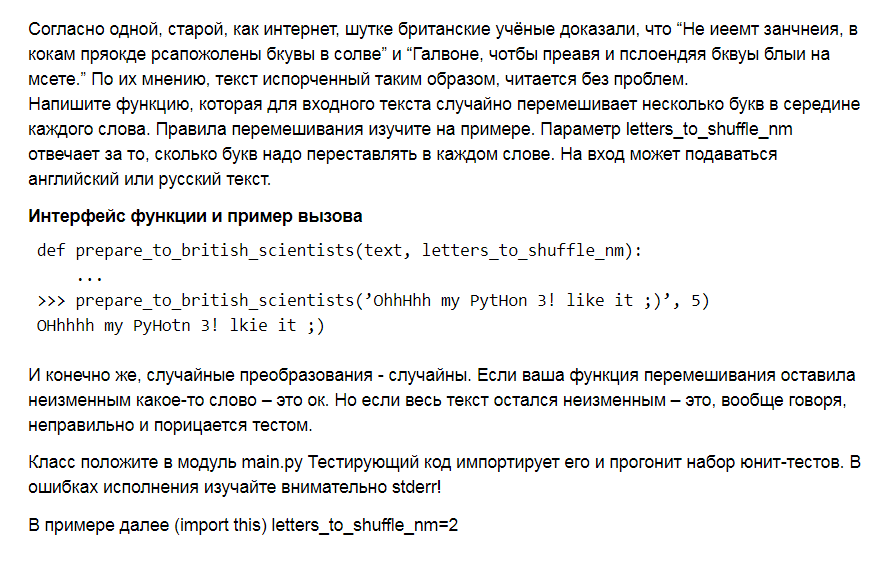 Согласно одной, старой, как интернет, шутке британские учёные доказали, что “Не иеемт занчнеия, в
кокам пряокде рсапожолены бкувы в солве” и “Галвоне, чотбы преавя и пслоендяя бквуы блыи на
мсете.” По их мнению, текст испорченный таким образом, читается без проблем.
Напишите функцию, которая для входного текста случайно перемешивает несколько букв в середине
каждого слова. Правила перемешивания изучите на примере. Параметр letters_to_shuffle_nm
отвечает за то, сколько букв надо переставлять в каждом слове. На вход может подаваться
английский или русский текст.
Интерфейс функции и пример вызова
def prepare_to_british_scientists(text, letters_to_shuffle_nm):
    ...
>>> prepare_to_british_scientists(’OhhHhh my PytHon 3! like it ;)’, 5)
OHhhhh my PyHotn 3! lkie it ;)
И конечно же, случайные преобразования - случайны. Если ваша функция перемешивания оставила
неизменным какое-то слово – это ок. Но если весь текст остался неизменным – это, вообще говоря,
неправильно и порицается тестом.
Класс положите в модуль main.py Тестирующий код импортирует его и прогонит набор юнит-тестов. В
ошибках исполнения изучайте внимательно stderr!
В примере далее (import this) letters_to_shuffle_nm=2